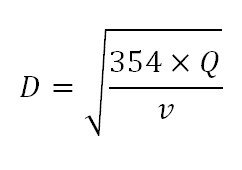 D = √((354 × Q) / v)